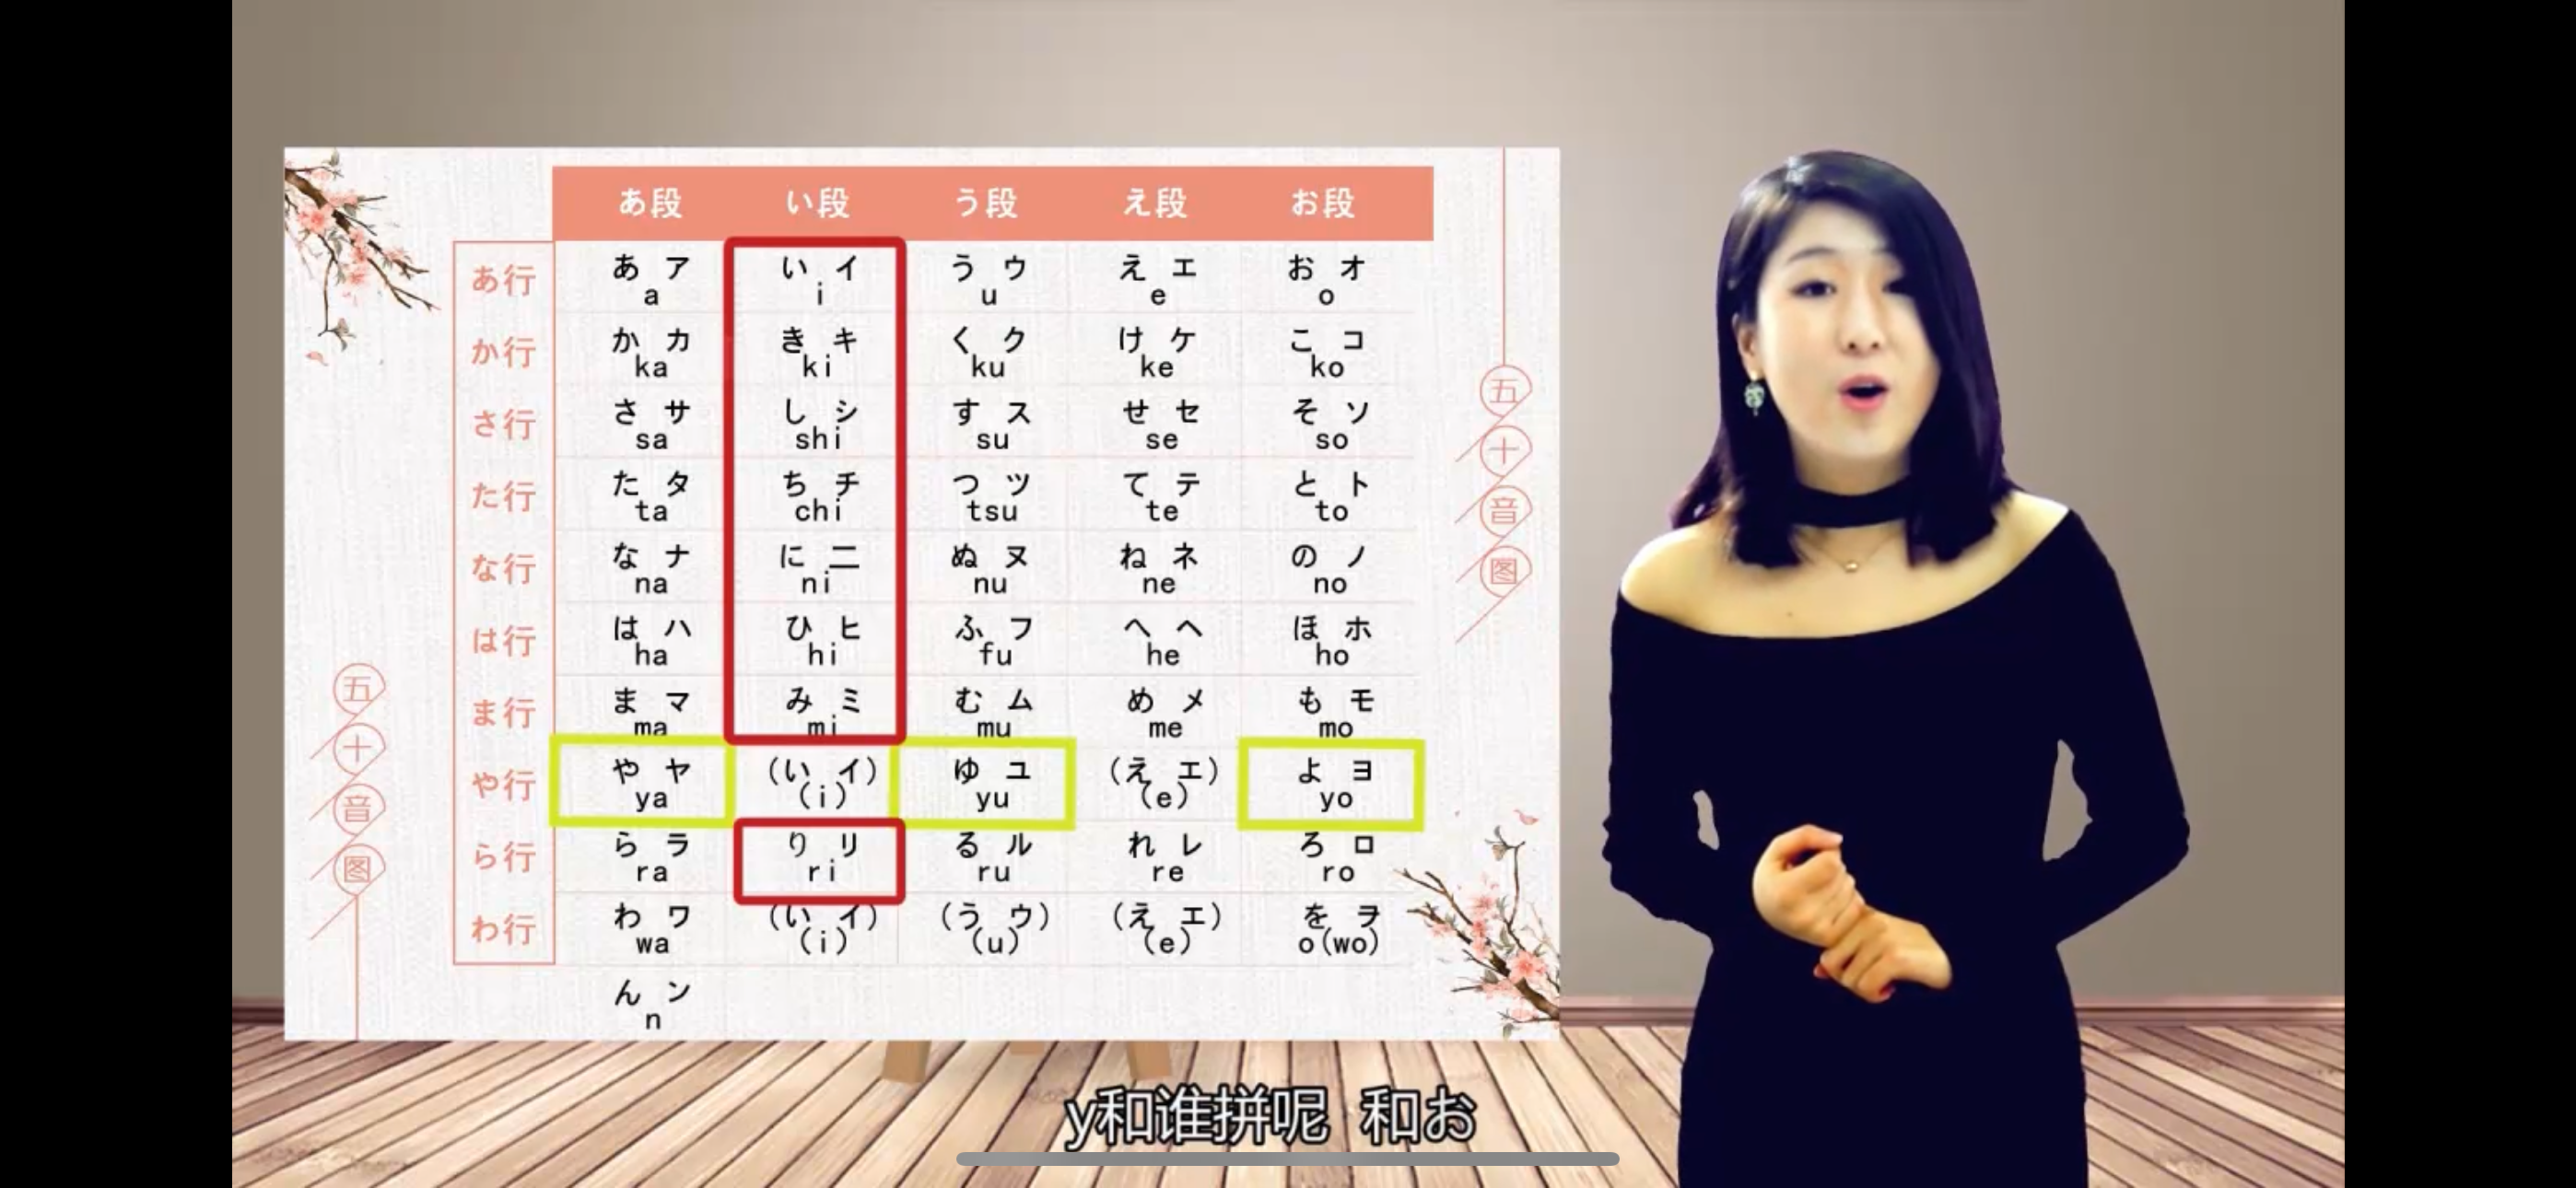 あ段 い段 う段 え段 お段
あ行 あ ア い イ う ウ え エ お オ
a i u e o
か行 か カ き キ く ク け ケ こ コ
ka ki ku ke ko
さ行 さ サ し シ す ス せ セ そ ソ
sa shi su se so
た行 た タ ち チ つ ツ て テ と ト
ta chi tsu te to
な行 な ナ に ニ ぬ ヌ ね ネ の ノ
na ni nu ne no
は行 は ハ ひ ヒ ふ フ へ ヘ ほ ホ
ha hi fu he ho
ま行 ま マ み ミ む ム め メ も モ
ma mi mu me mo
や行 や ヤ (い イ) ゆ ユ (え エ) よ ヨ
ya (i) yu (e) yo
ら行 ら ラ り リ る ル れ レ ろ ロ
ra ri ru re ro
わ行 わ ワ (い イ) (う ウ) (え エ) を ヲ
wa (i) (u) (e) o(wo)
ん ン
n
五十音图
五十音图
y和谁拼呢 和お